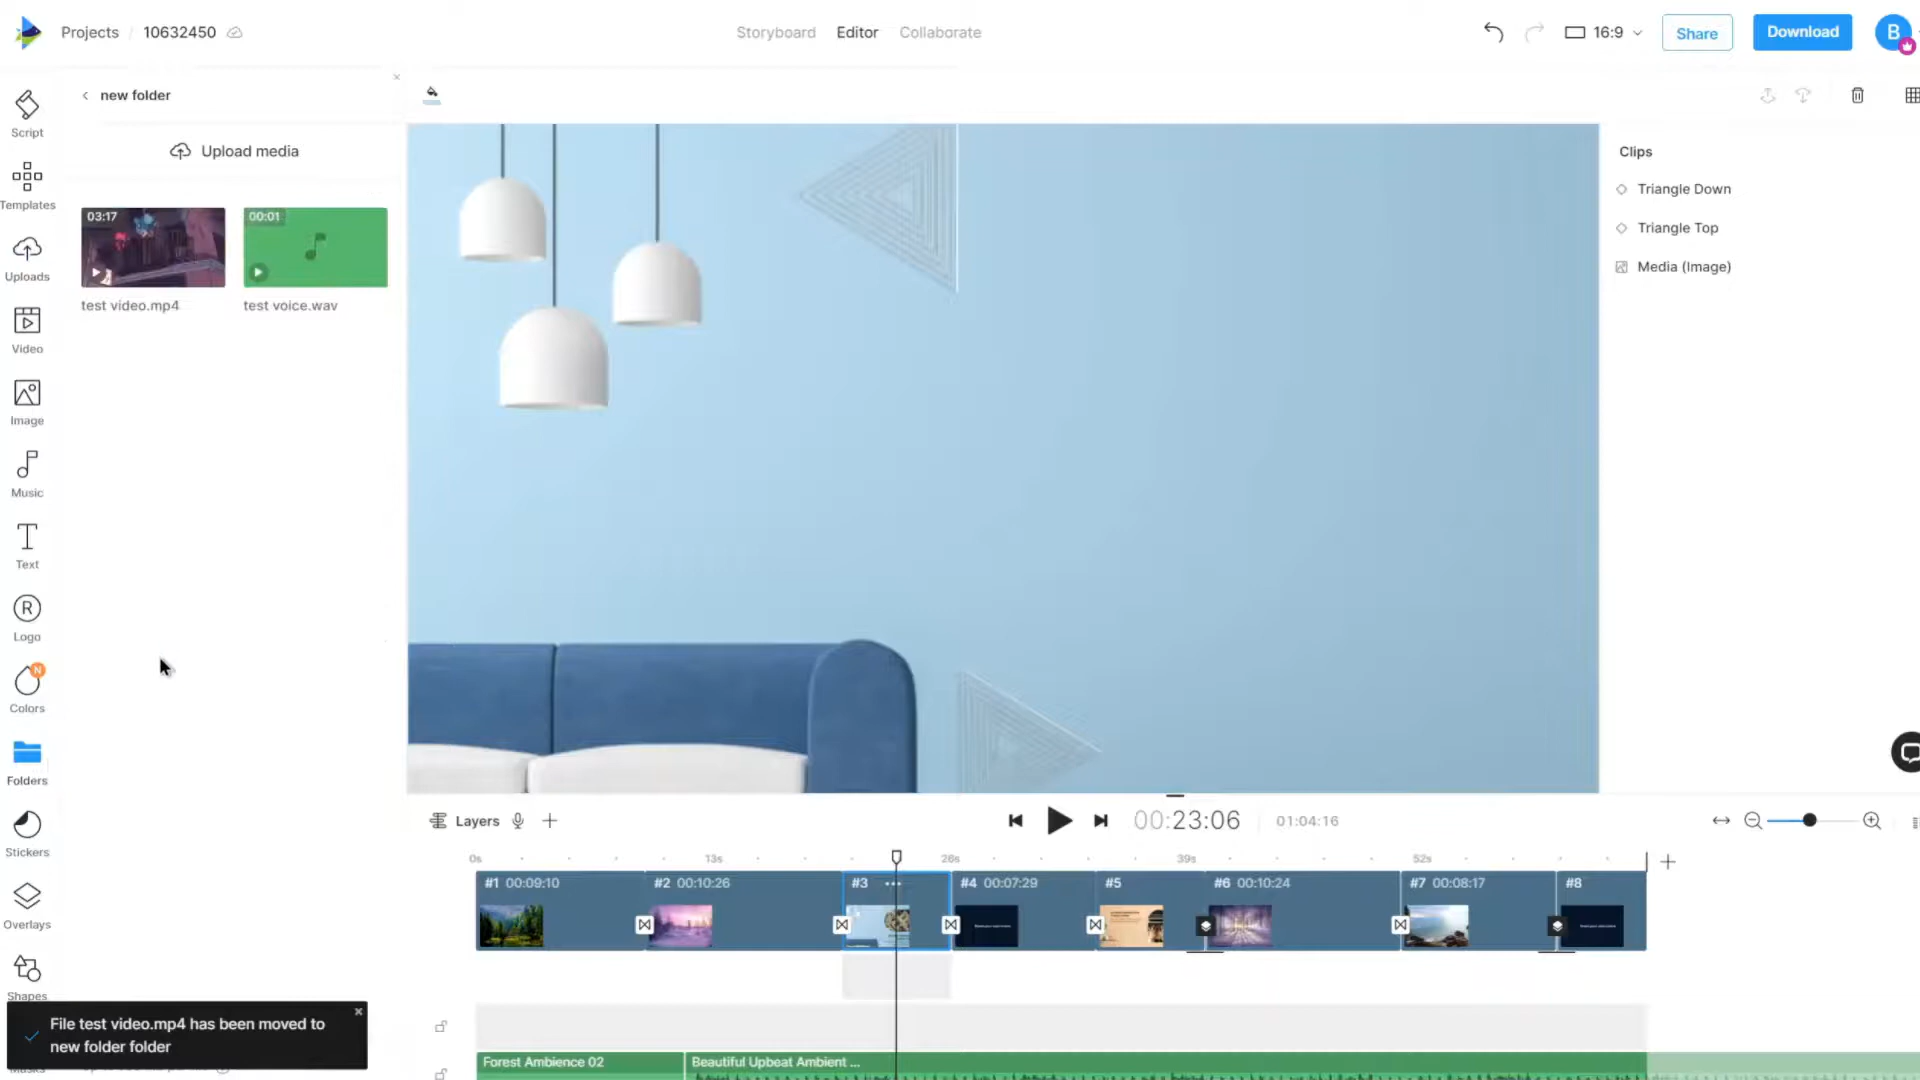 Projects / 10632450
Storyboard Editor Collaborate
16:9
Share
Download
B
new folder
Upload media
03:17
test video.mp4
00:01
test voice.wav
Script
Templates
Uploads
Video
Image
Music
Text
R
Logo
N
Colors
Folders
Stickers
Overlays
Shapes
Masks
Clips
Triangle Down
Triangle Top
Media (Image)
Layers
00:23:06
01:04:16
0s 13s 26s 39s 52s
#1 00:09:10
#2 00:10:26
#3
#4 00:07:29
#5
#6 00:10:24
#7 00:08:17
#8
Forest Ambience 02
Beautiful Upbeat Ambient ...
File test video.mp4 has been moved to
new folder folder